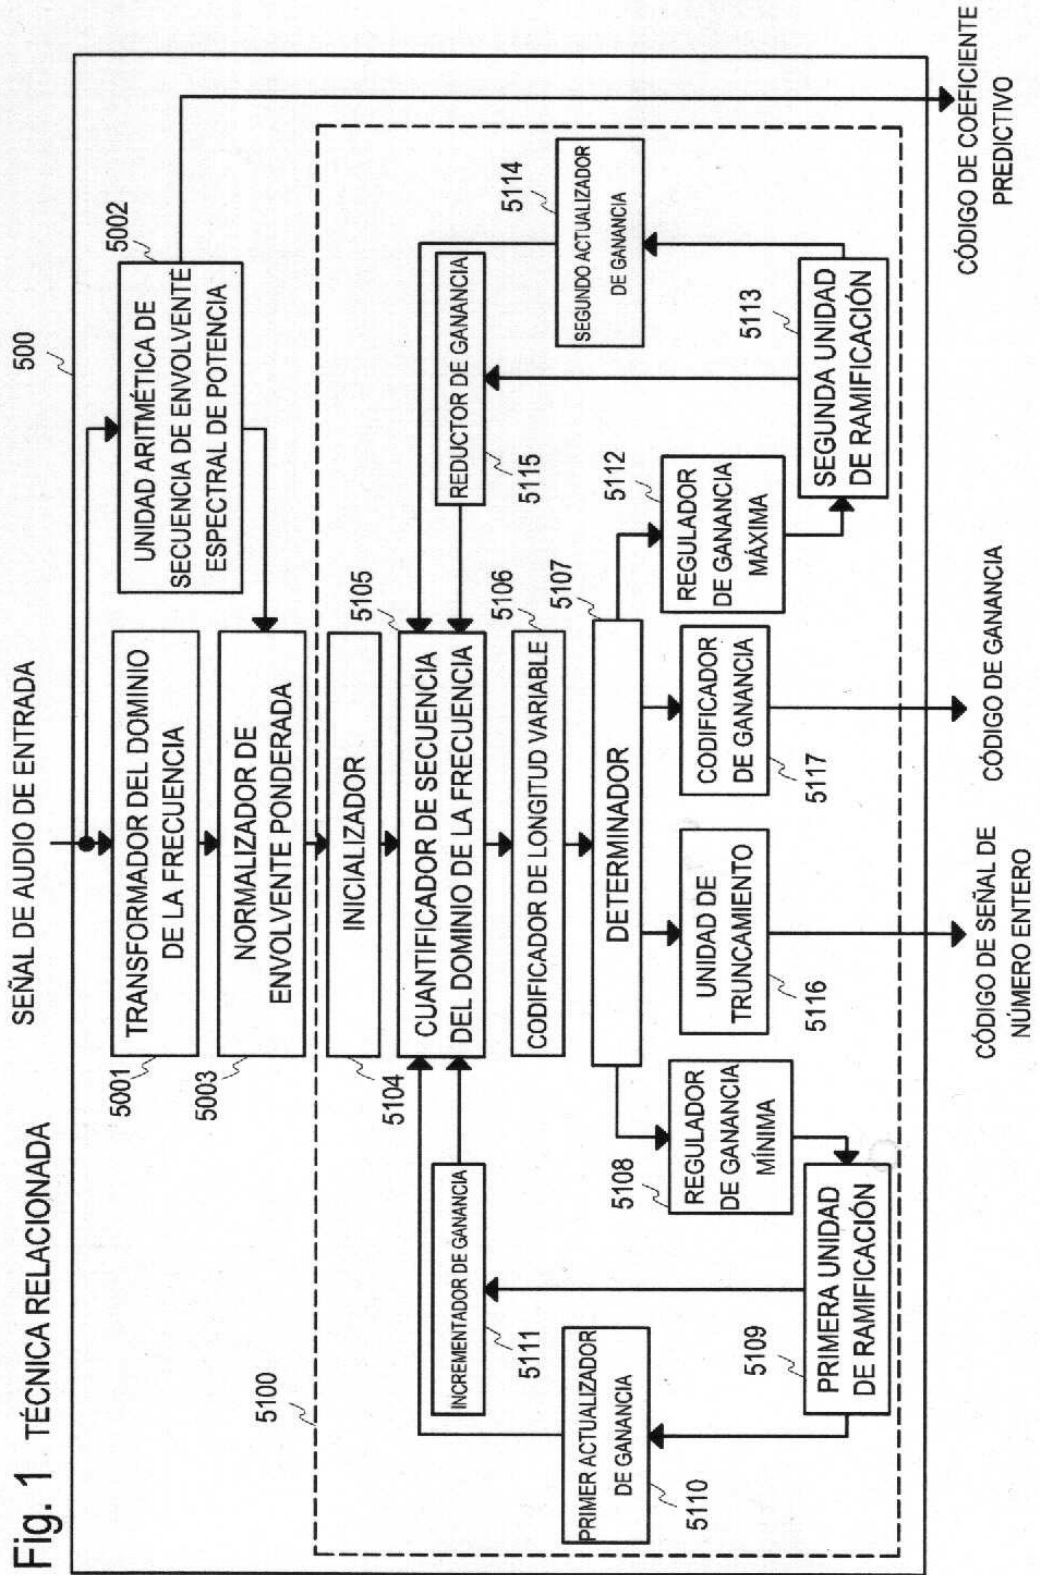 Fig. 1 TÉCNICA RELACIONADA
SEÑAL DE AUDIO DE ENTRADA
500
5001
TRANSFORMADOR DEL DOMINIO
DE LA FRECUENCIA
5002
UNIDAD ARITMÉTICA DE
SECUENCIA DE ENVOLVENTE
ESPECTRAL DE POTENCIA
5003
NORMALIZADOR DE
ENVOLVENTE PONDERADA
5100
5104
INICIALIZADOR
5105
CUANTIFICADOR DE SECUENCIA
DEL DOMINIO DE LA FRECUENCIA
INCREMENTADOR DE GANANCIA
5111
REDUCTOR DE GANANCIA
5115
5106
CODIFICADOR DE LONGITUD VARIABLE
PRIMER ACTUALIZADOR
DE GANANCIA
5110
SEGUNDO ACTUALIZADOR
DE GANANCIA
5114
5107
DETERMINADOR
5108
REGULADOR
DE GANANCIA
MÍNIMA
UNIDAD DE
TRUNCAMIENTO
5116
CODIFICADOR
DE GANANCIA
5117
5112
REGULADOR
DE GANANCIA
MÁXIMA
5109
PRIMERA UNIDAD
DE RAMIFICACIÓN
5113
SEGUNDA UNIDAD
DE RAMIFICACIÓN
CÓDIGO DE SEÑAL DE
NÚMERO ENTERO
CÓDIGO DE GANANCIA
CÓDIGO DE COEFICIENTE
PREDICTIVO